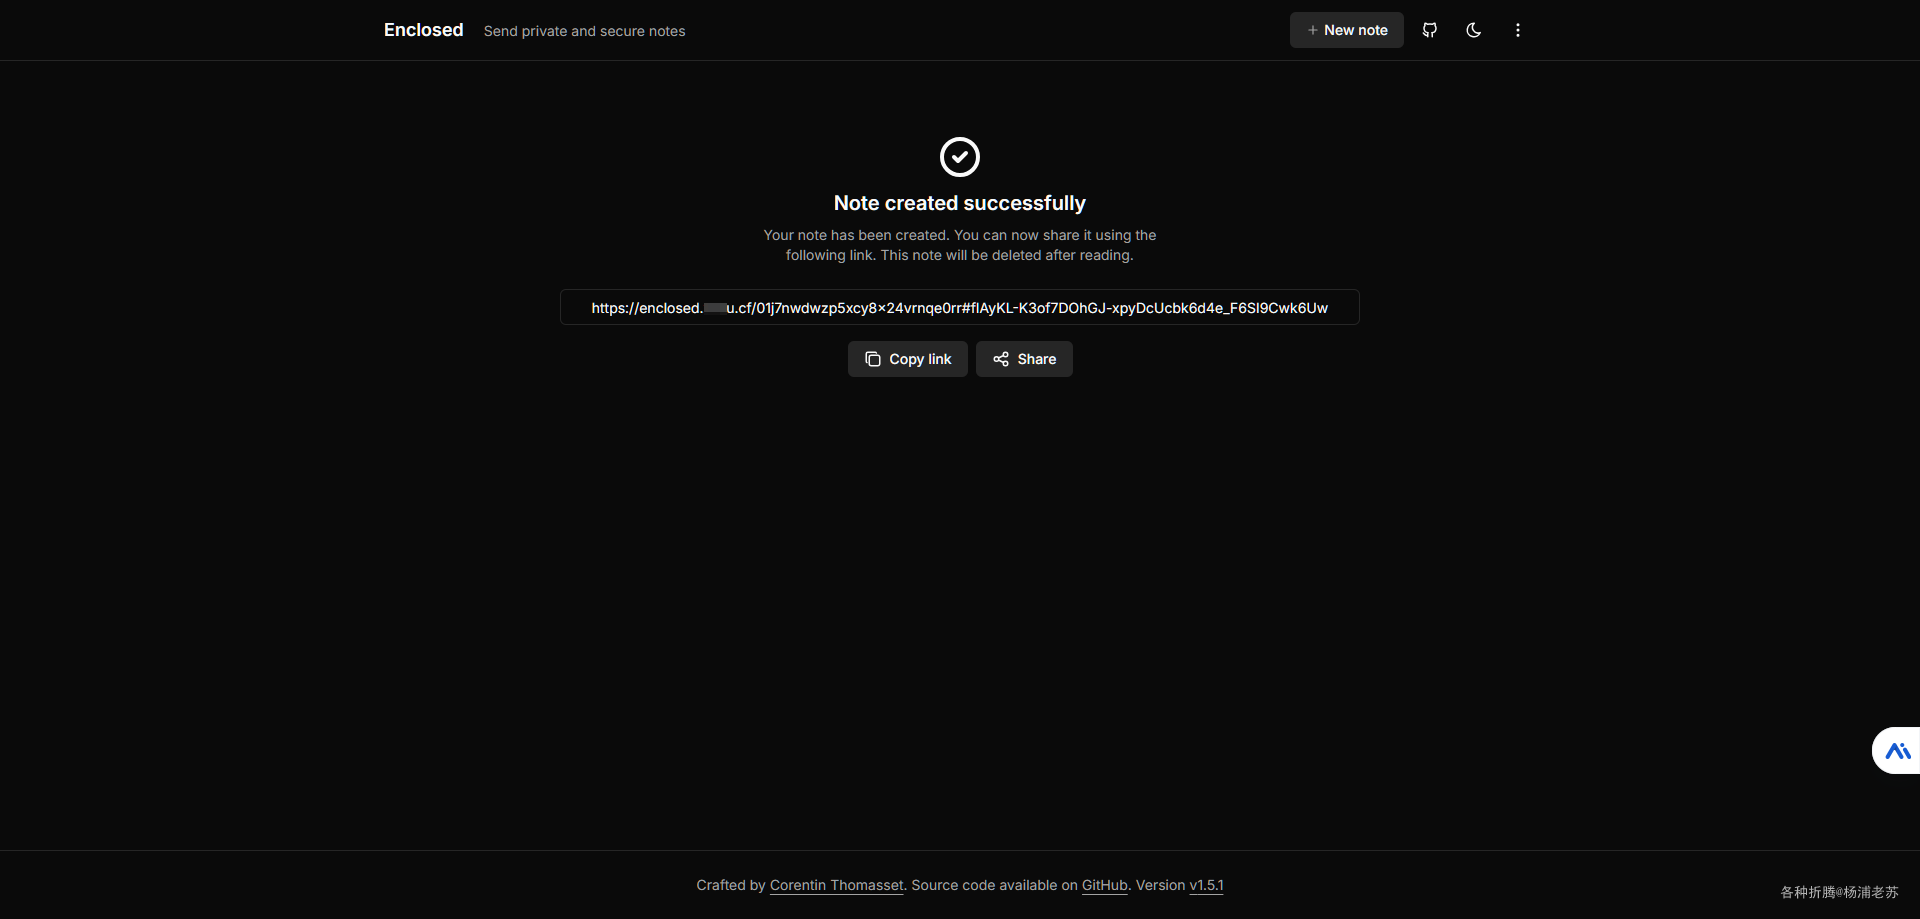 Enclosed Send private and secure notes + New note
Note created successfully
Your note has been created. You can now share it using the
following link. This note will be deleted after reading.
https://enclosed. u.cf/01j7nwdwzp5xcy8x24vrnqe0rr#flAyKL-K3of7DOhGJ-xpyDcUcbk6d4e_F6SI9Cwk6Uw
Copy link Share
Crafted by Corentin Thomasset. Source code available on GitHub. Version v1.5.1
各种折腾@杨浦老苏